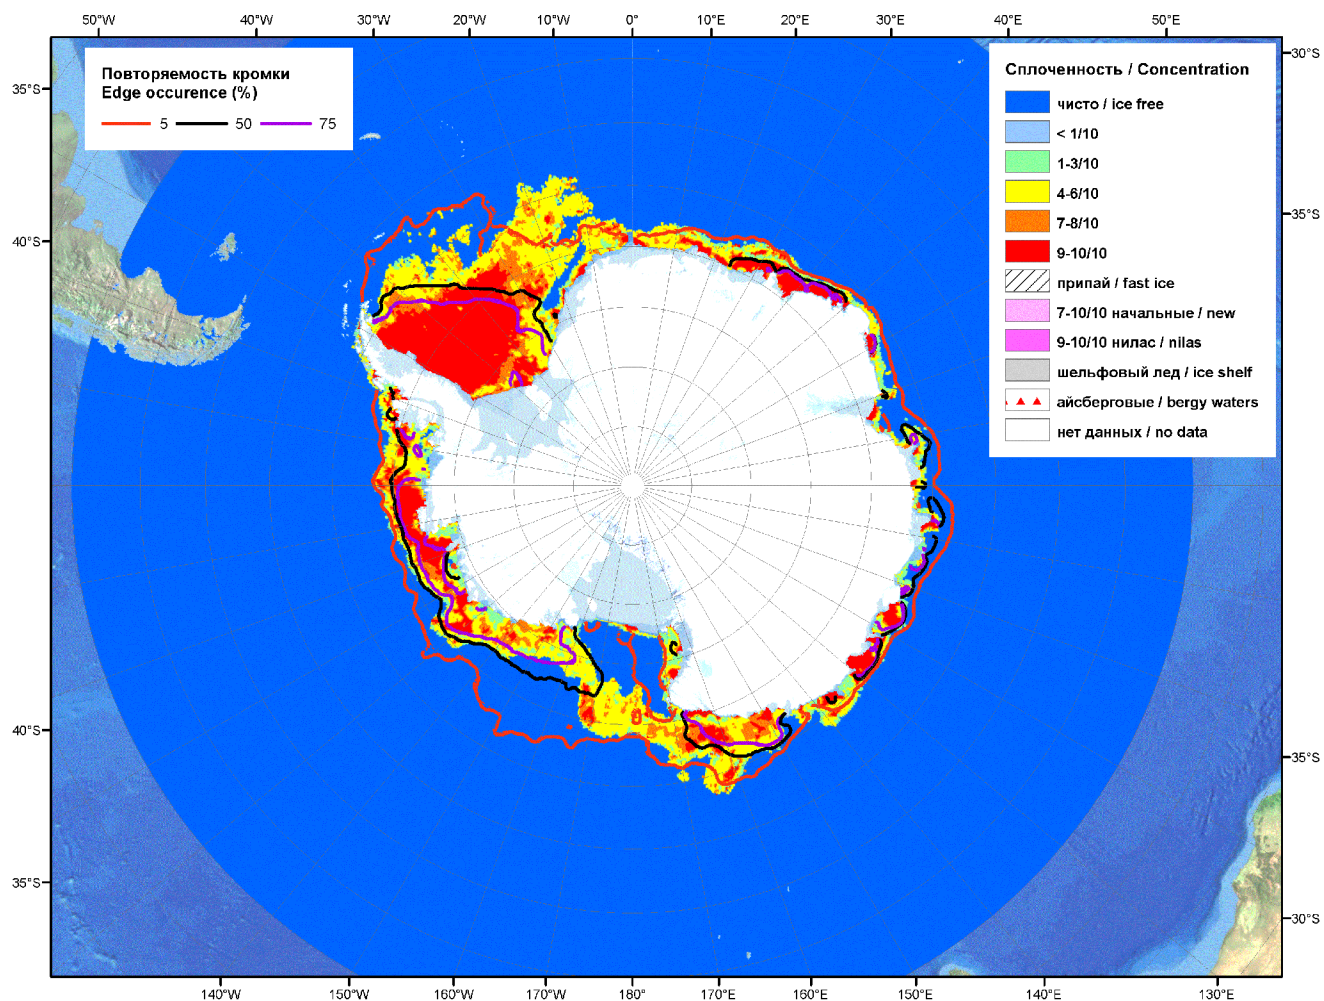 40°W 30°W 20°W 10°W 0° 10°E 20°E 30°E 40°E 50°E
50°W
Повторяемость кромки
Edge occurence (%)
5 50 75
Сплоченность / Concentration
чисто / ice free
< 1/10
1-3/10
4-6/10
7-8/10
9-10/10
припай / fast ice
7-10/10 начальные / new
9-10/10 нилас / nilas
шельфовый лед / ice shelf
айсберговые / bergy waters
нет данных / no data
35°S
40°S
40°S
35°S
30°S
35°S
35°S
30°S
140°W 150°W 160°W 170°W 180° 170°E 160°E 150°E 140°E 130°E